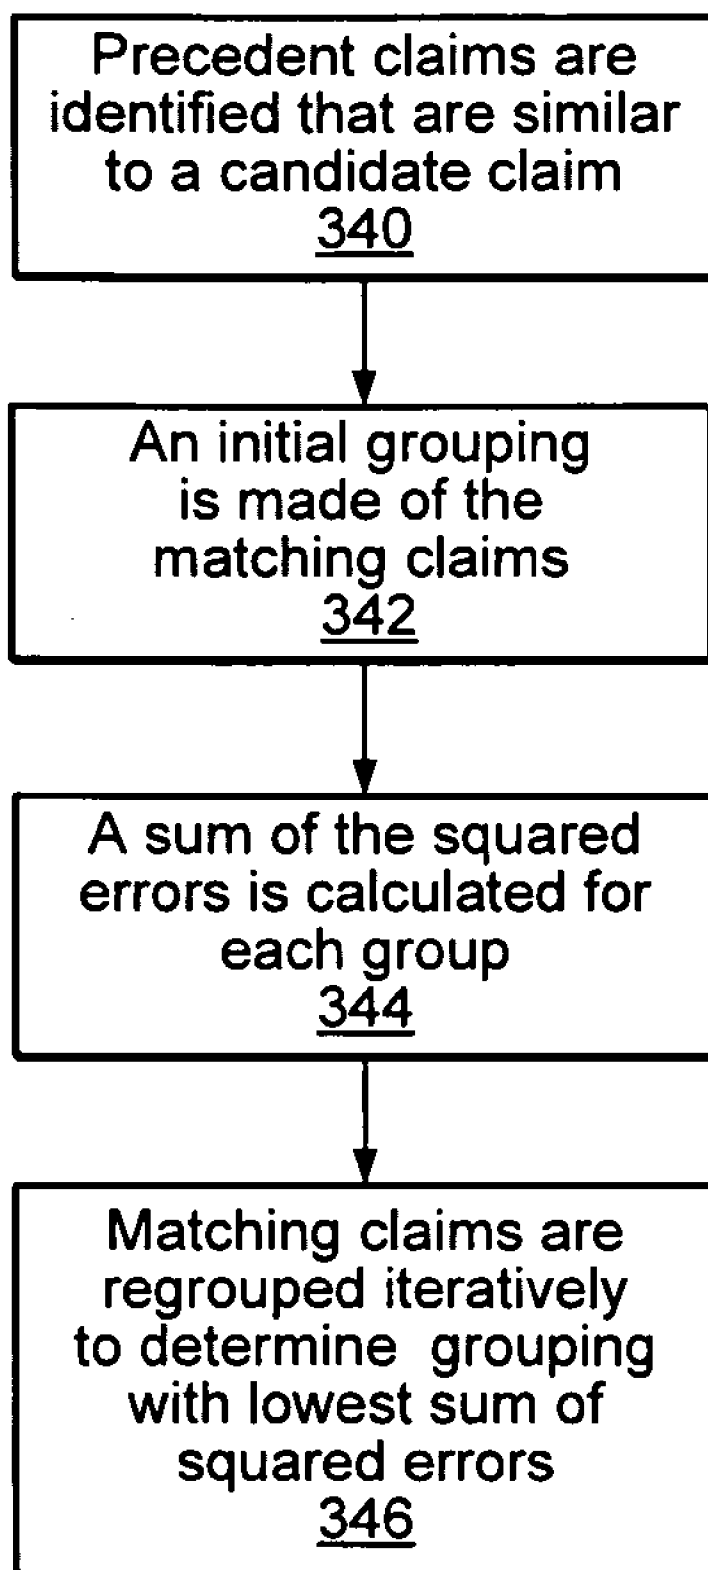 Precedent claims are
identified that are similar
to a candidate claim
340
An initial grouping
is made of the
matching claims
342
A sum of the squared
errors is calculated for
each group
344
Matching claims are
regrouped iteratively
to determine grouping
with lowest sum of
squared errors
346